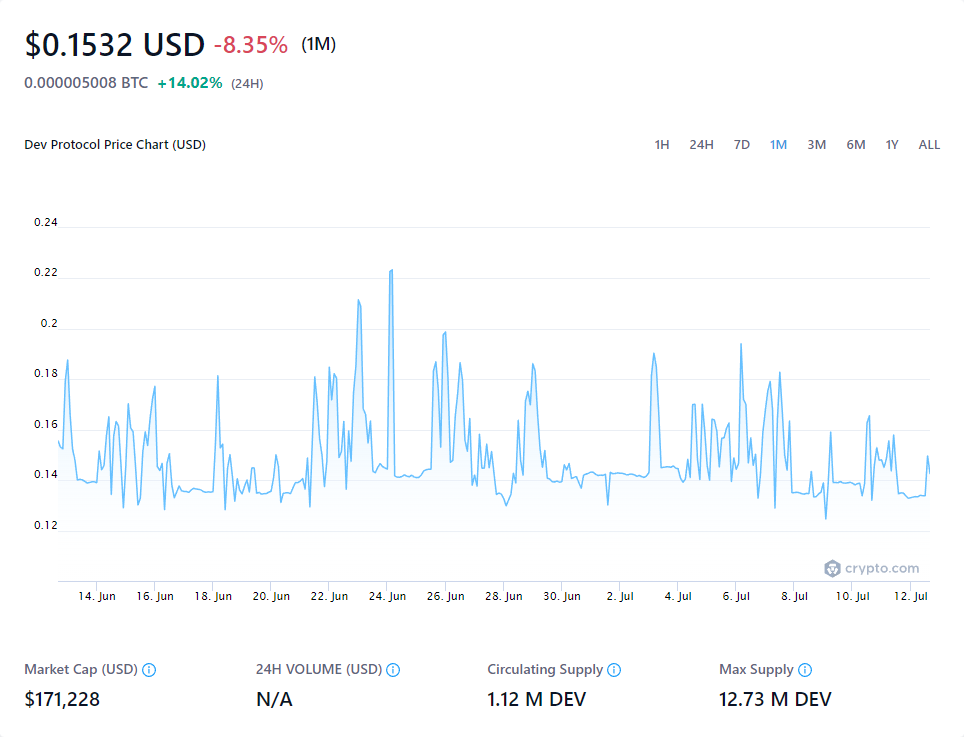 $0.1532 USD -8.35% (1M)
0.000005008 BTC +14.02% (24H)
Dev Protocol Price Chart (USD) 1H 24H 7D 1M 3M 6M 1Y ALL
0.24
0.22
0.2
0.18
0.16
0.14
0.12
crypto.com
14. Jun 16. Jun 18. Jun 20. Jun 22. Jun 24. Jun 26. Jun 28. Jun 30. Jun 2. Jul 4. Jul 6. Jul 8. Jul 10. Jul 12. Jul
Market Cap (USD) 24H VOLUME (USD) Circulating Supply Max Supply
$171,228 N/A 1.12 M DEV 12.73 M DEV